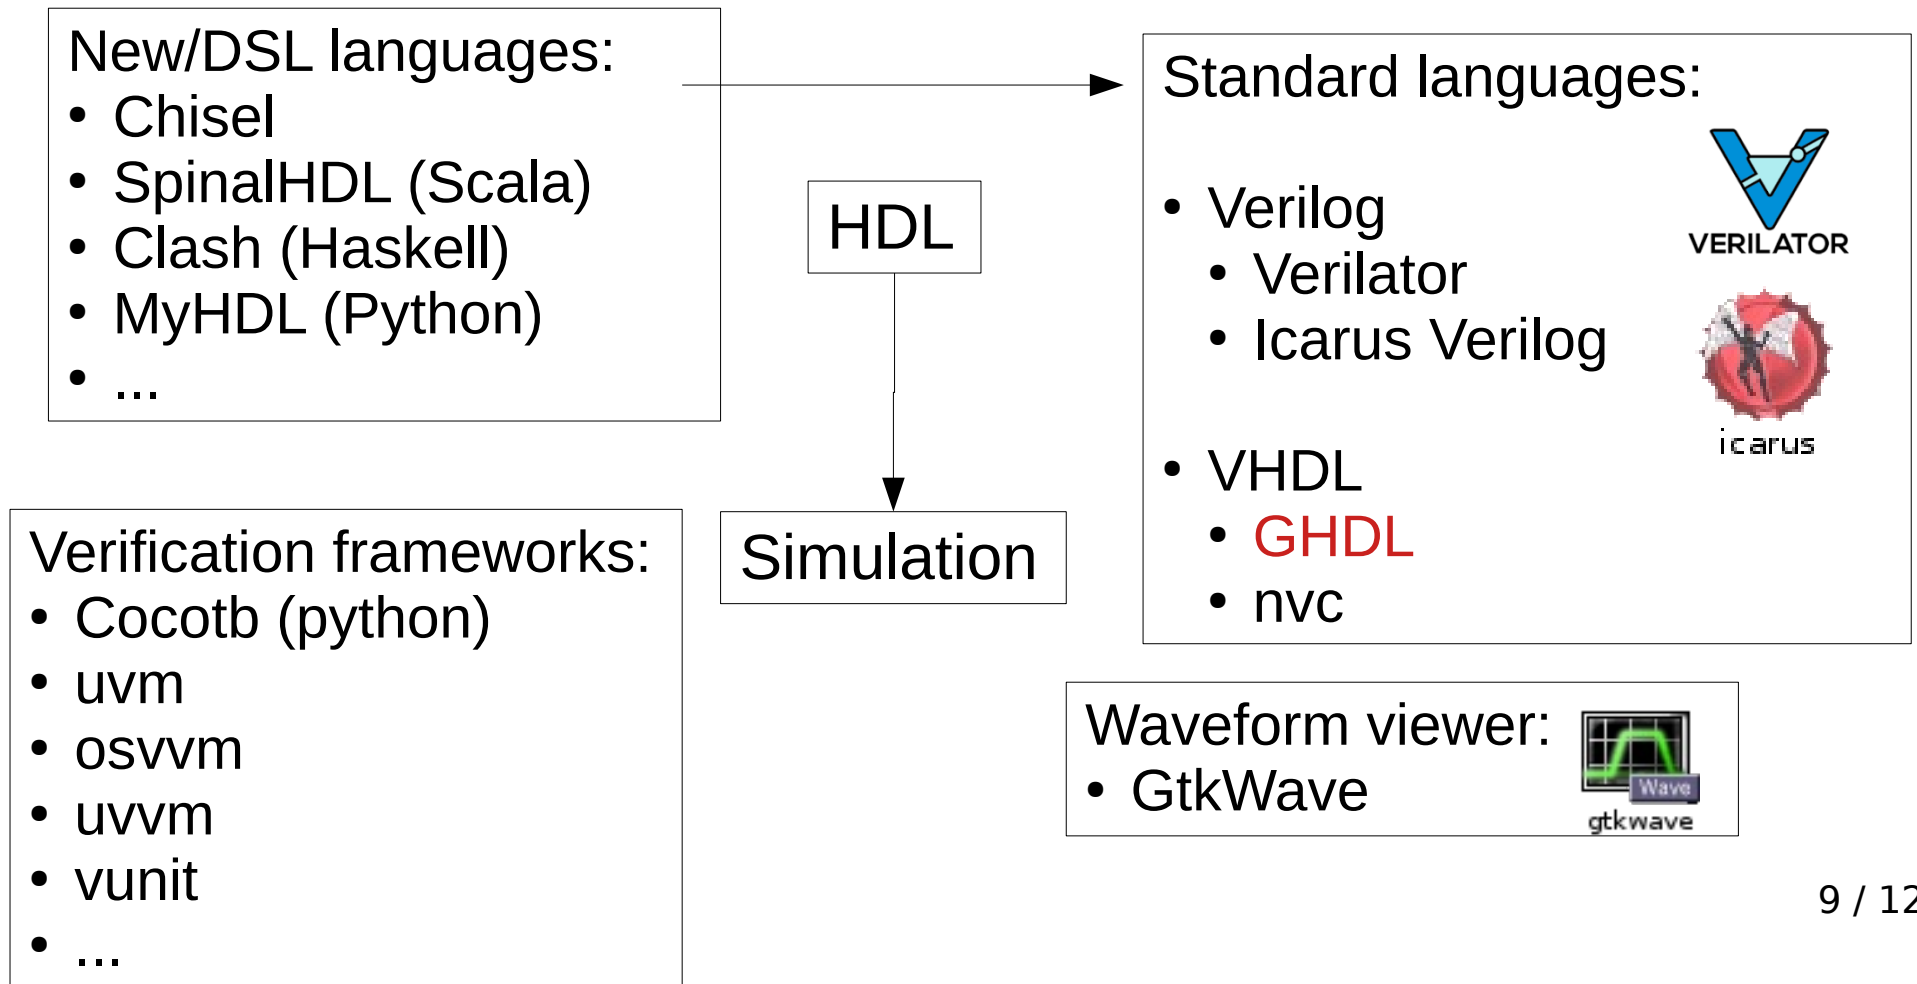 New/DSL languages:
• Chisel
• SpinalHDL (Scala)
• Clash (Haskell)
• MyHDL (Python)
• ...
HDL
Simulation
Standard languages:
• Verilog
• Verilator
• Icarus Verilog
• VHDL
• GHDL
• nvc
VERILATOR
icarus
Verification frameworks:
• Cocotb (python)
• uvm
• osvvm
• uvvm
• vunit
• ...
Waveform viewer:
• GtkWave
Wave
gtkwave
9 / 12